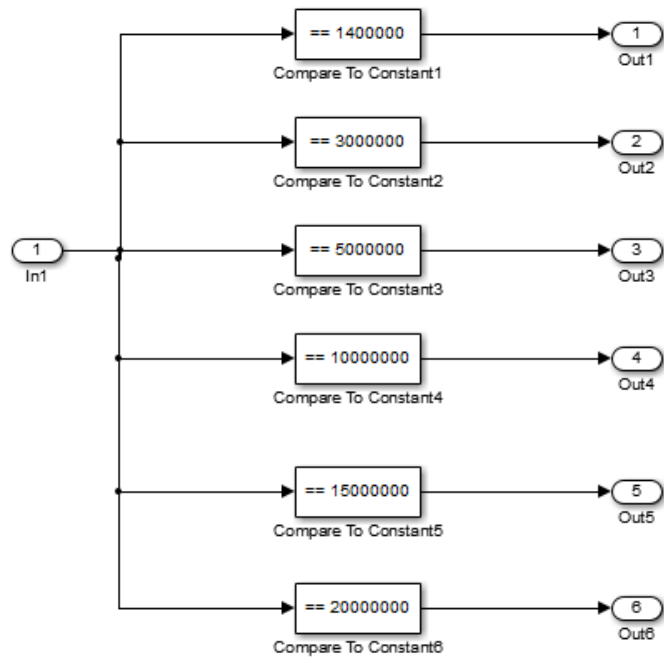 == 1400000
1
Compare To Constant1
Out1
== 3000000
2
Compare To Constant2
Out2
1
== 5000000
3
In1
Compare To Constant3
Out3
== 10000000
4
Compare To Constant4
Out4
== 15000000
5
Compare To Constant5
Out5
== 20000000
6
Compare To Constant6
Out6